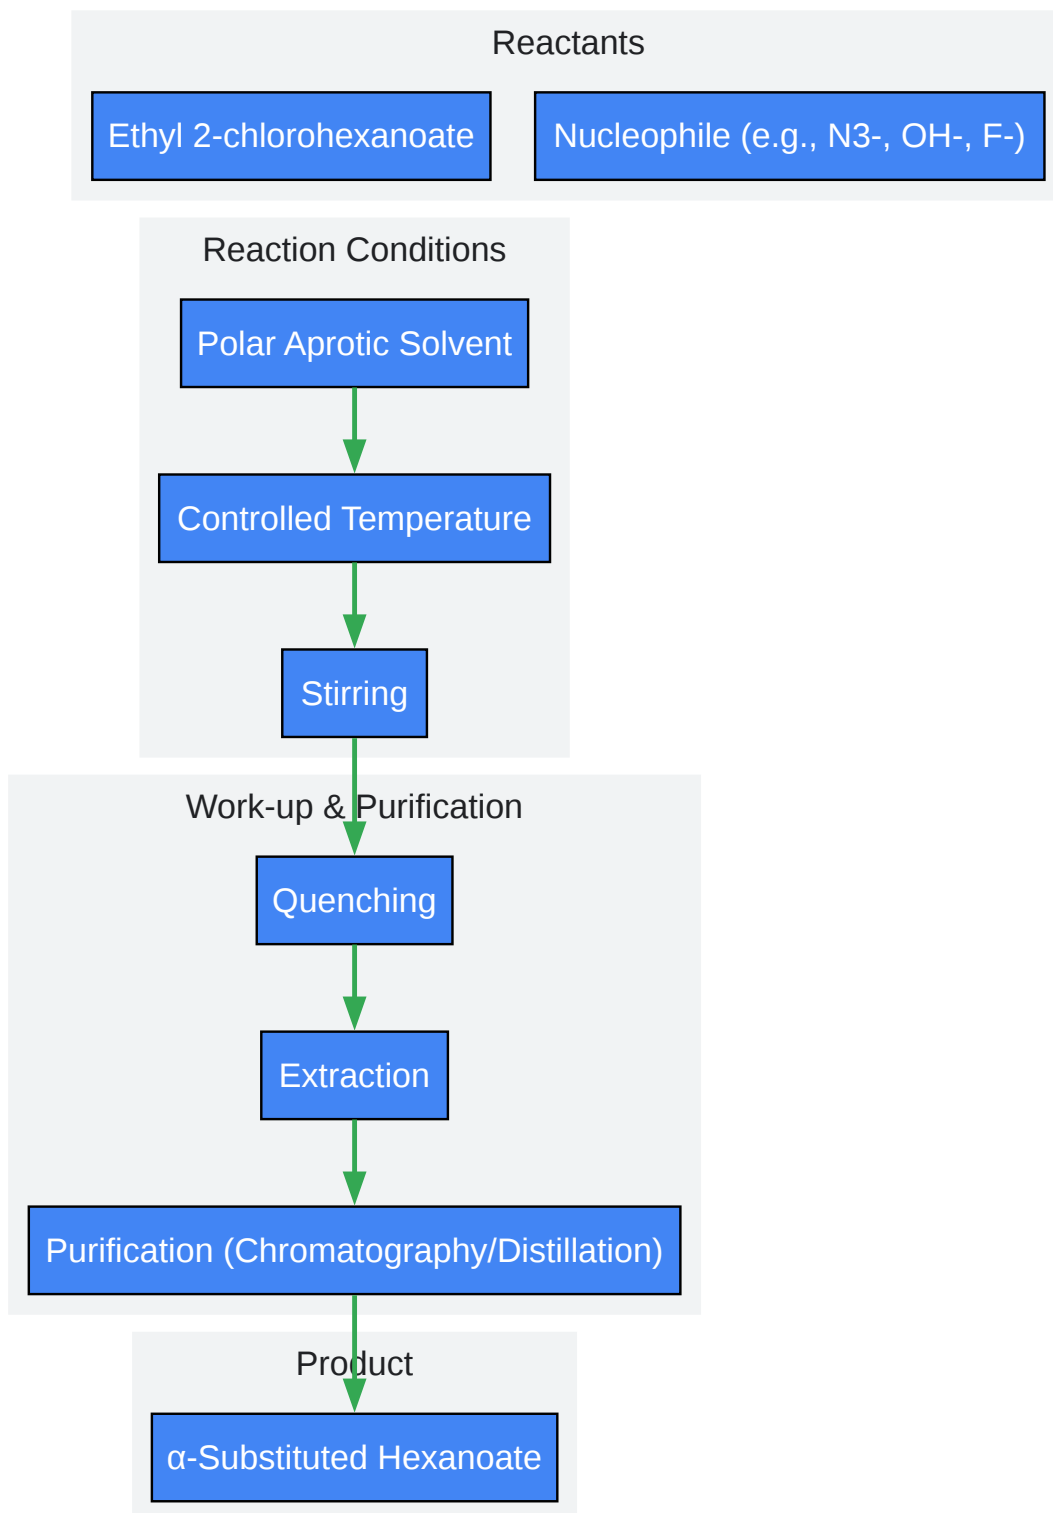 Reactants
Ethyl 2-chlorohexanoate
Nucleophile (e.g., N3-, OH-, F-)
Reaction Conditions
Polar Aprotic Solvent
Controlled Temperature
Stirring
Work-up & Purification
Quenching
Extraction
Purification (Chromatography/Distillation)
Product
α-Substituted Hexanoate